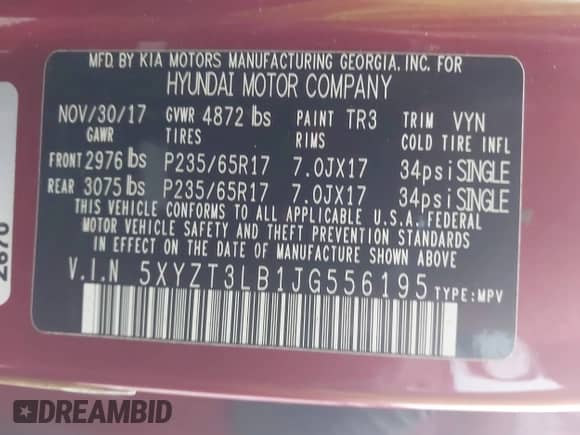 MFD. BY KIA MOTORS MANUFACTURING GEORGIA, INC. FOR
HYUNDAI MOTOR COMPANY
NOV/30/17 GVWR 4872 lbs PAINT TR3 TRIM VYN
GAWR TIRES RIMS COLD TIRE INFL
FRONT 2976 lbs P235/65R17 7.0JX17 34psi SINGLE
REAR 3075 lbs P235/65R17 7.0JX17 34psi SINGLE
THIS VEHICLE CONFORMS TO ALL APPLICABLE U.S.A. FEDERAL
MOTOR VEHICLE SAFETY AND THEFT PREVENTION STANDARDS
IN EFFECT ON THE DATE OF MANUFACTURE SHOWN ABOVE.
V.I.N 5XYZT3LB1JG556195 TYPE: MPV
DREAMBID